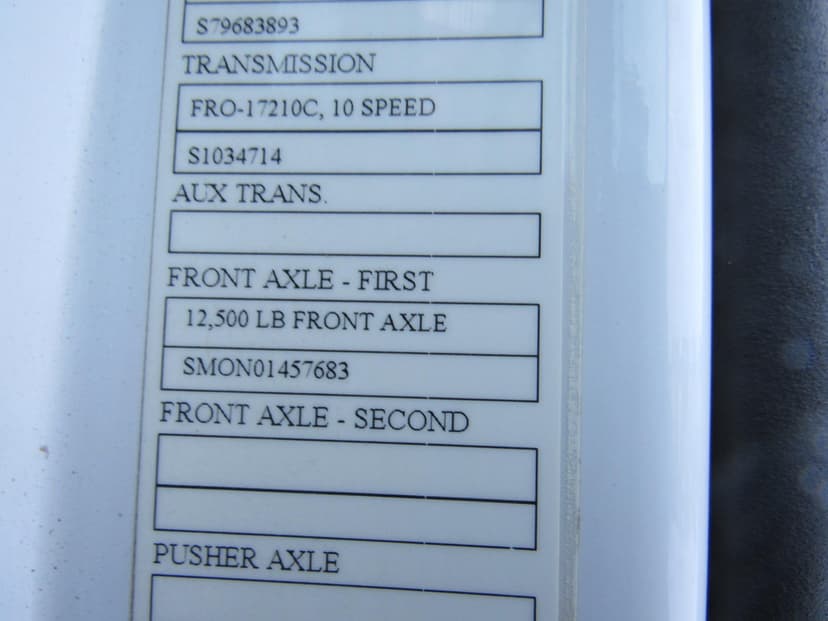 S79683893
TRANSMISSION
FRO-17210C, 10 SPEED
S1034714
AUX TRANS.
FRONT AXLE - FIRST
12,500 LB FRONT AXLE
SMON01457683
FRONT AXLE - SECOND
PUSHER AXLE